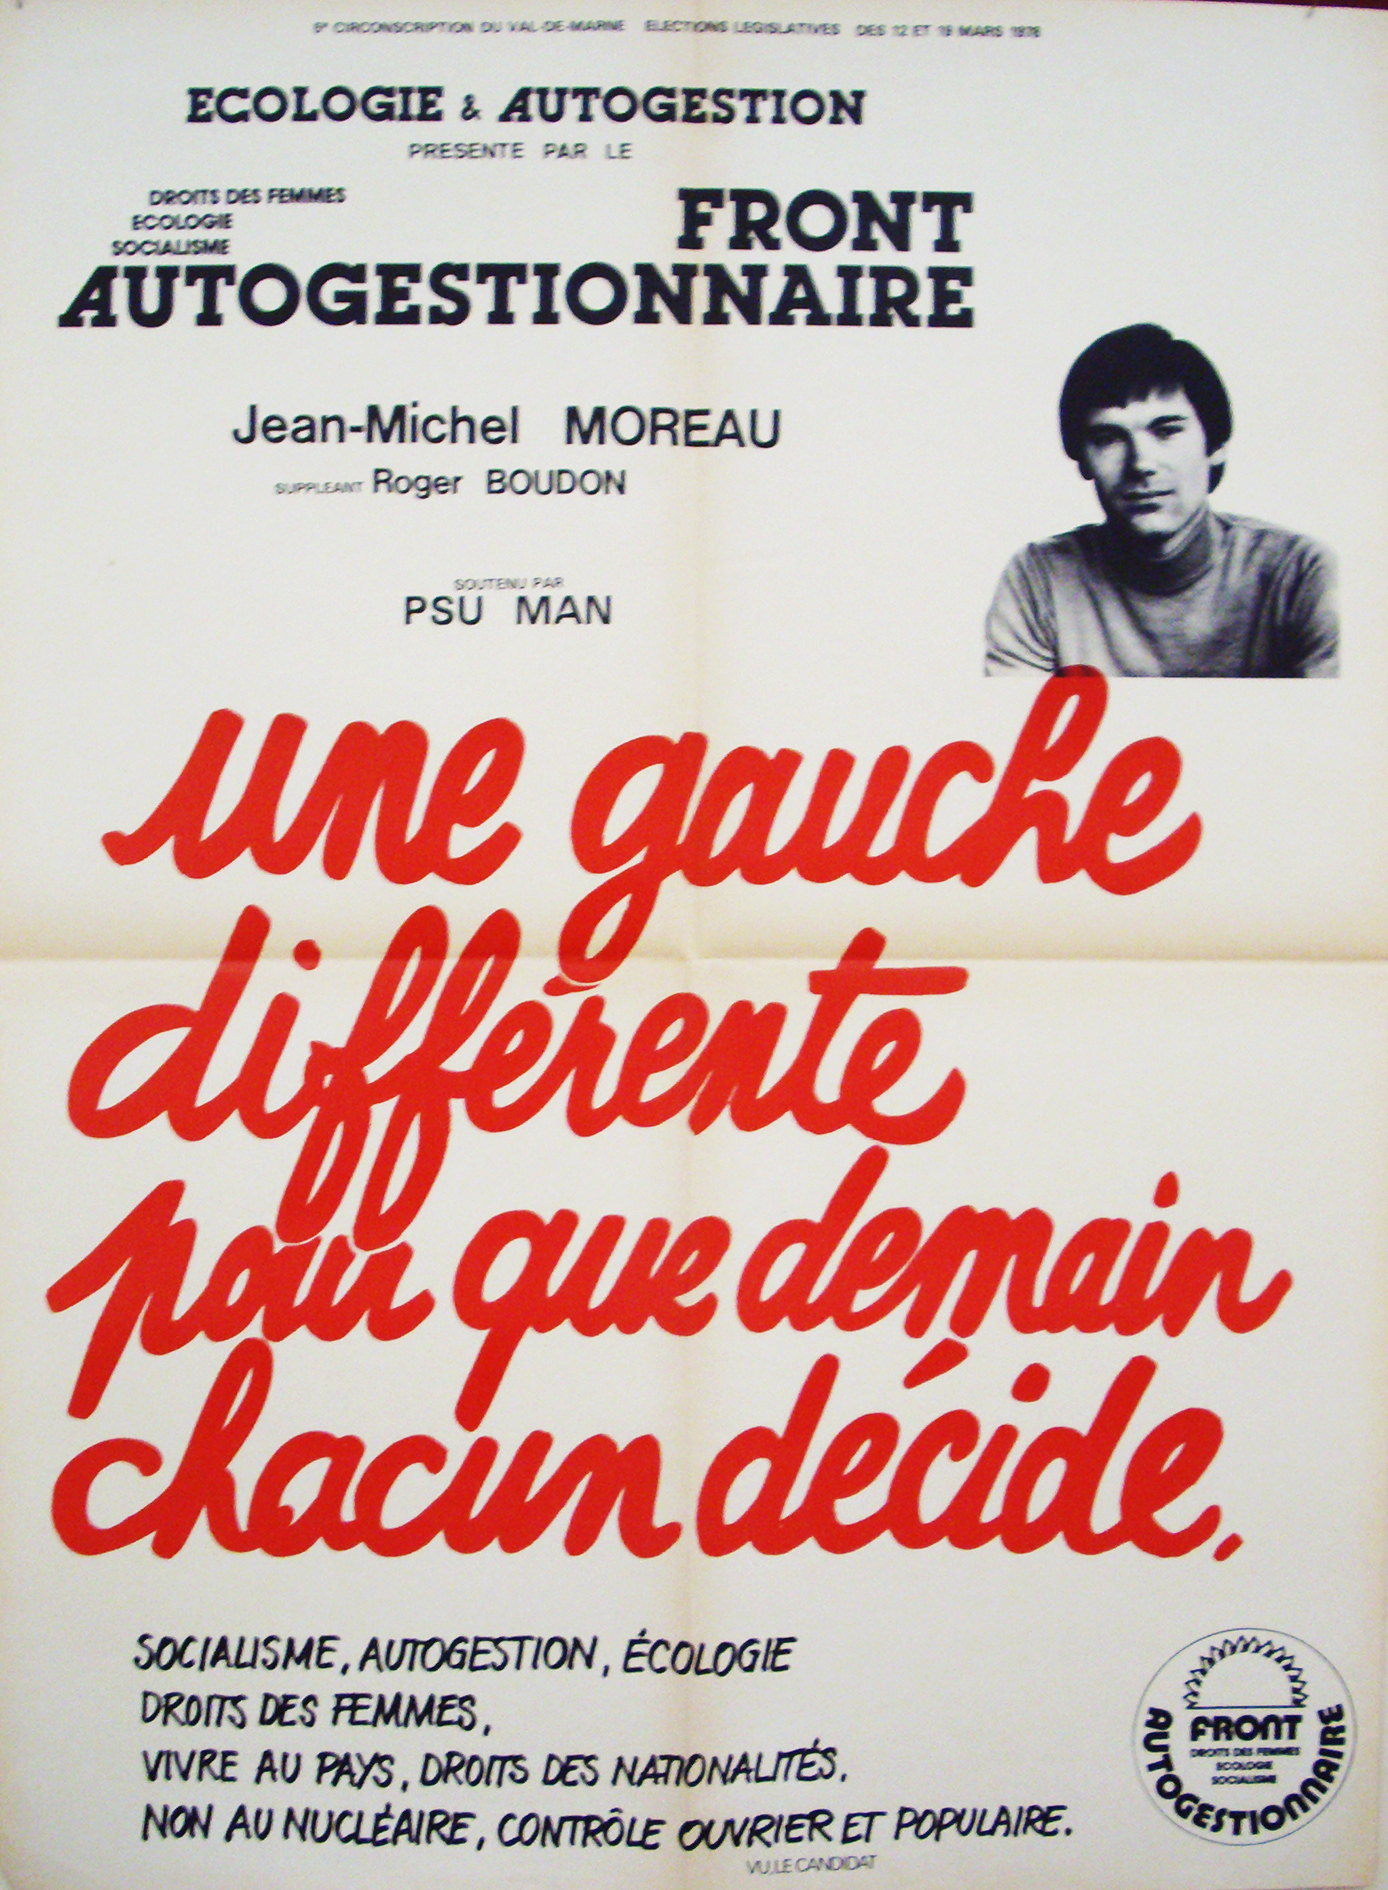 5e CIRCONSCRIPTION DU VAL-DE-MARNE ELECTIONS LEGISLATIVES DES 12 ET 19 MARS 1978
ECOLOGIE & AUTOGESTION
PRESENTE PAR LE
DROITS DES FEMMES
ECOLOGIE
SOCIALISME
FRONT
AUTOGESTIONNAIRE
Jean-Michel MOREAU
SUPPLEANT Roger BOUDON
SOUTENU PAR
PSU MAN
une gauche
différente
pour que demain
chacun décide.
SOCIALISME, AUTOGESTION, ÉCOLOGIE
DROITS DES FEMMES,
VIVRE AU PAYS, DROITS DES NATIONALITÉS.
NON AU NUCLÉAIRE, CONTRÔLE OUVRIER ET POPULAIRE.
VU, LE CANDIDAT
FRONT
DROITS DES FEMMES
ECOLOGIE
SOCIALISME
AUTOGESTIONNAIRE